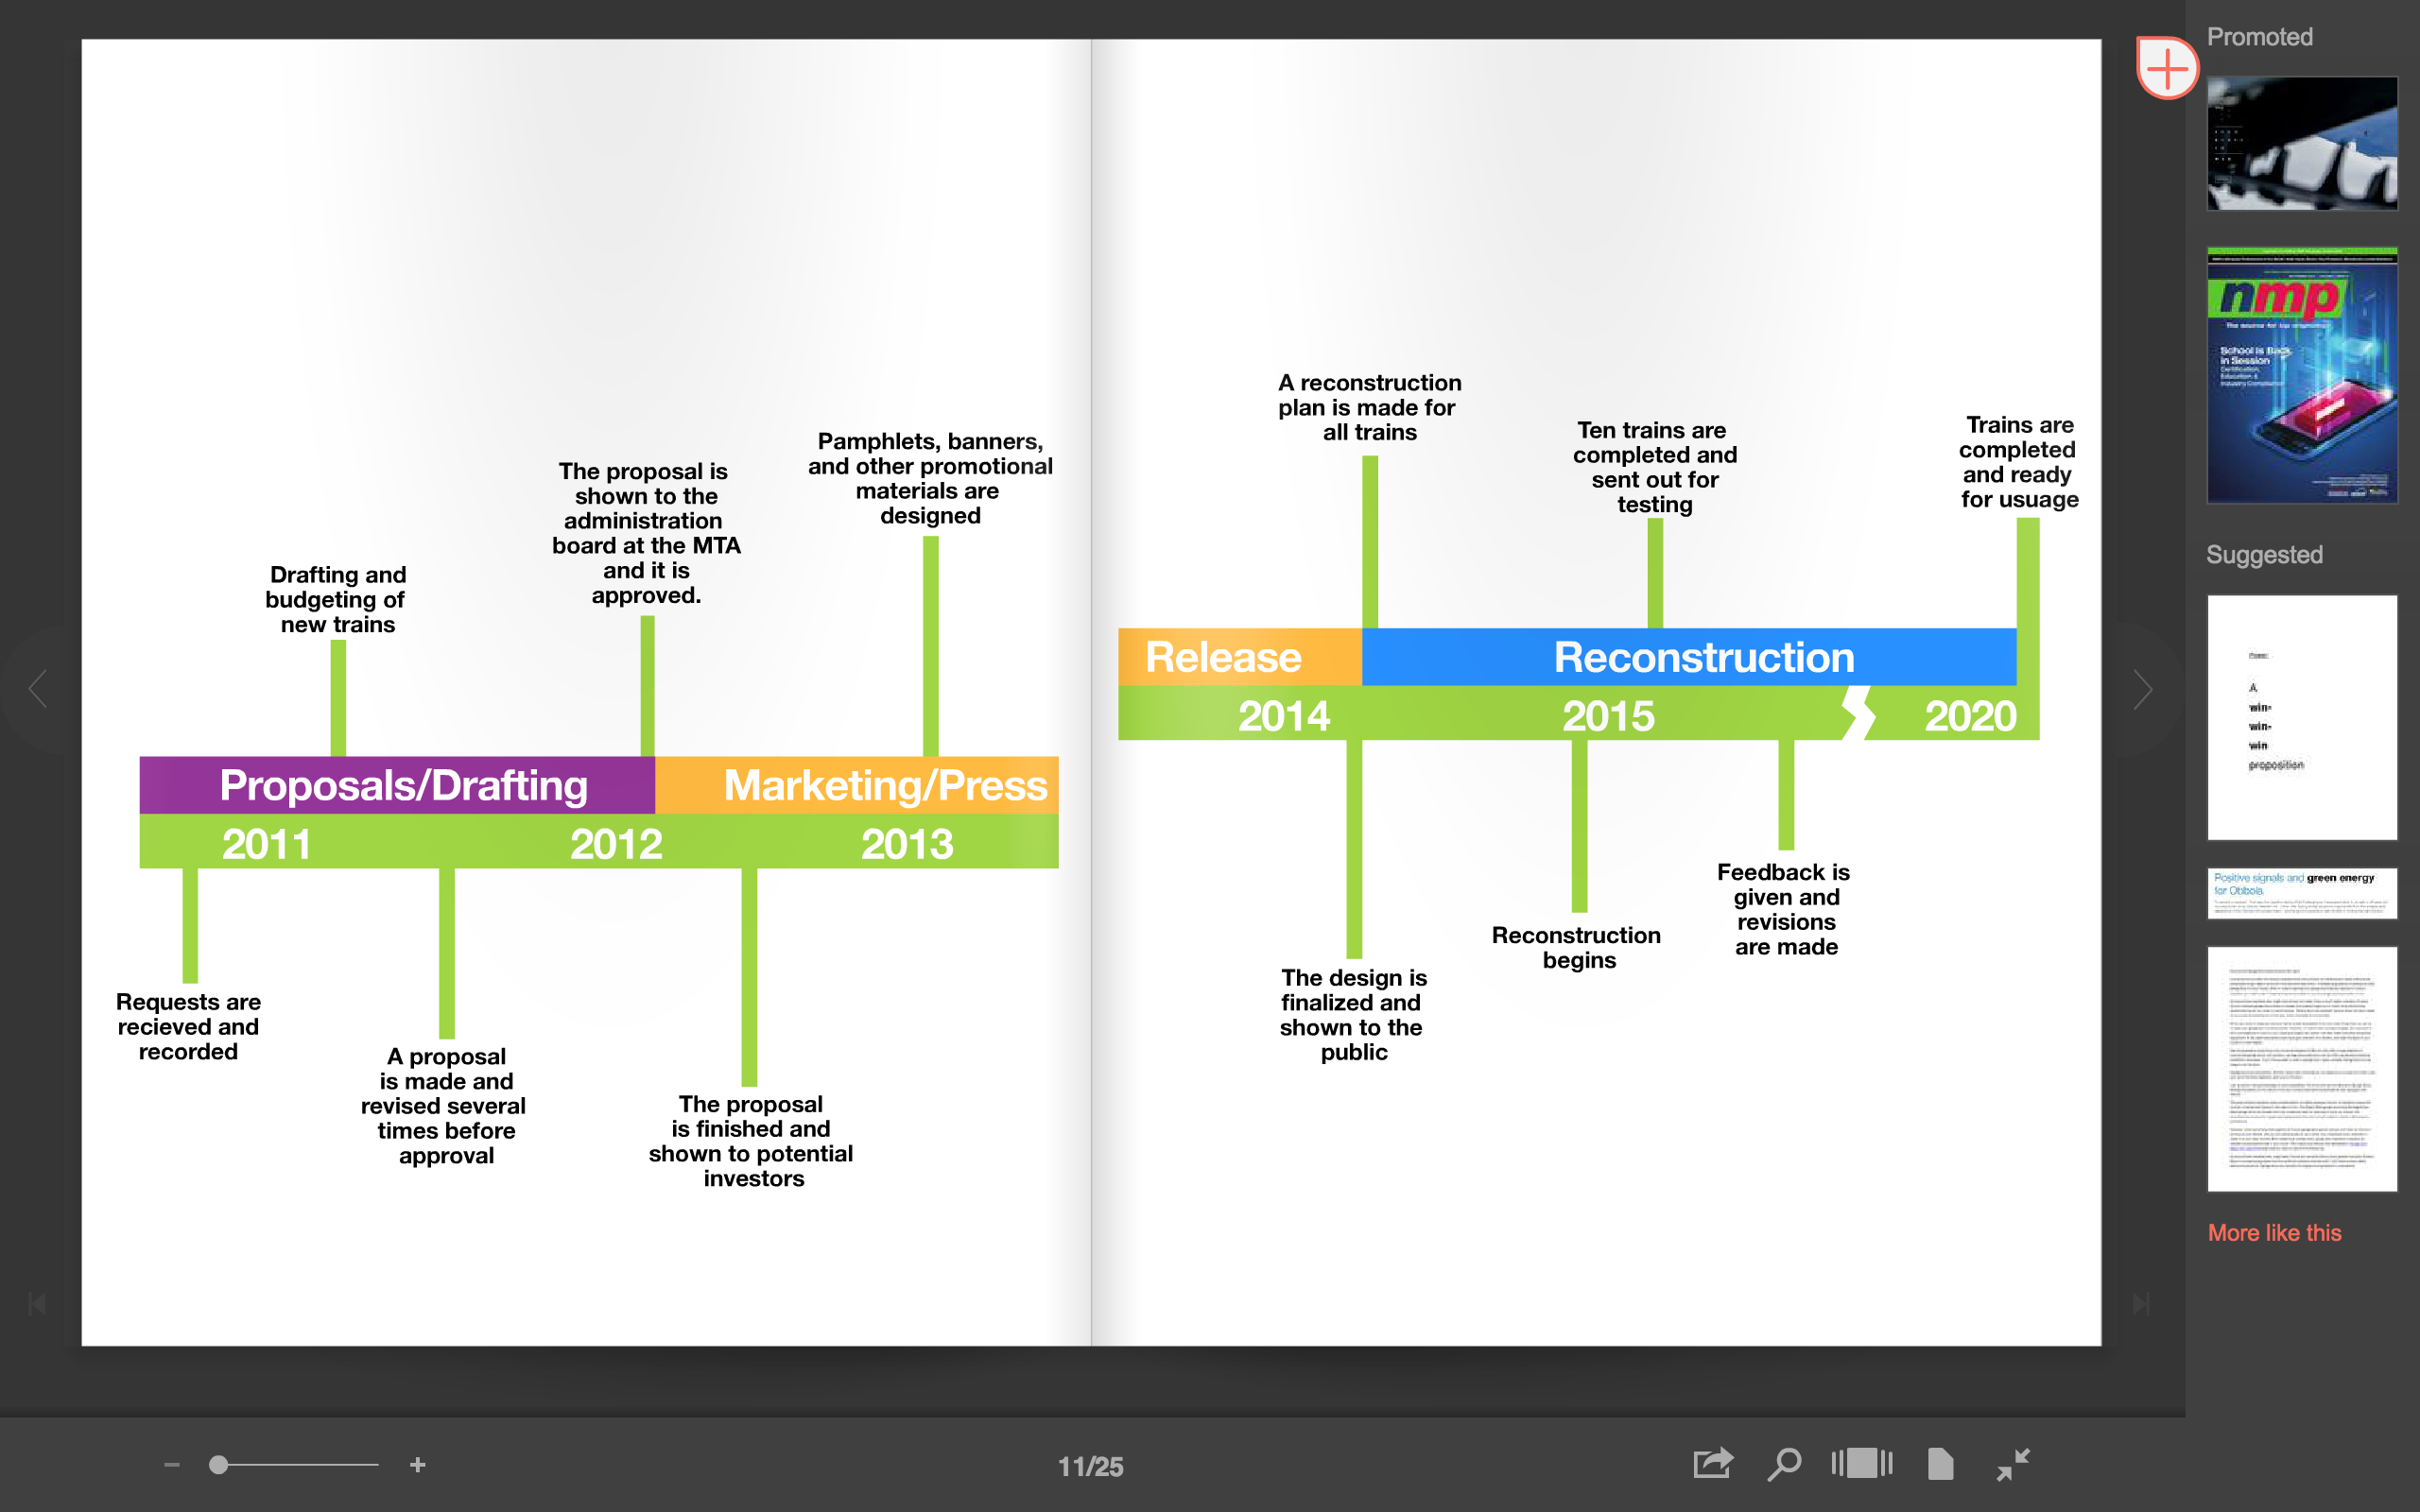 Drafting and
budgeting of
new trains
The proposal is
shown to the
administration
board at the MTA
and it is
approved.
Pamphlets, banners,
and other promotional
materials are
designed
Proposals/Drafting
Marketing/Press
2011
2012
2013
Requests are
recieved and
recorded
A proposal
is made and
revised several
times before
approval
The proposal
is finished and
shown to potential
investors
A reconstruction
plan is made for
all trains
Ten trains are
completed and
sent out for
testing
Trains are
completed
and ready
for usuage
Release
Reconstruction
2014
2015
2020
The design is
finalized and
shown to the
public
Reconstruction
begins
Feedback is
given and
revisions
are made
11/25
Promoted
nmp
School is Back
in Session
Certification,
Education &
Industry Compliance
Suggested
A
win-
win-
win
proposition
Positive signals and green energy
for Obbola
More like this